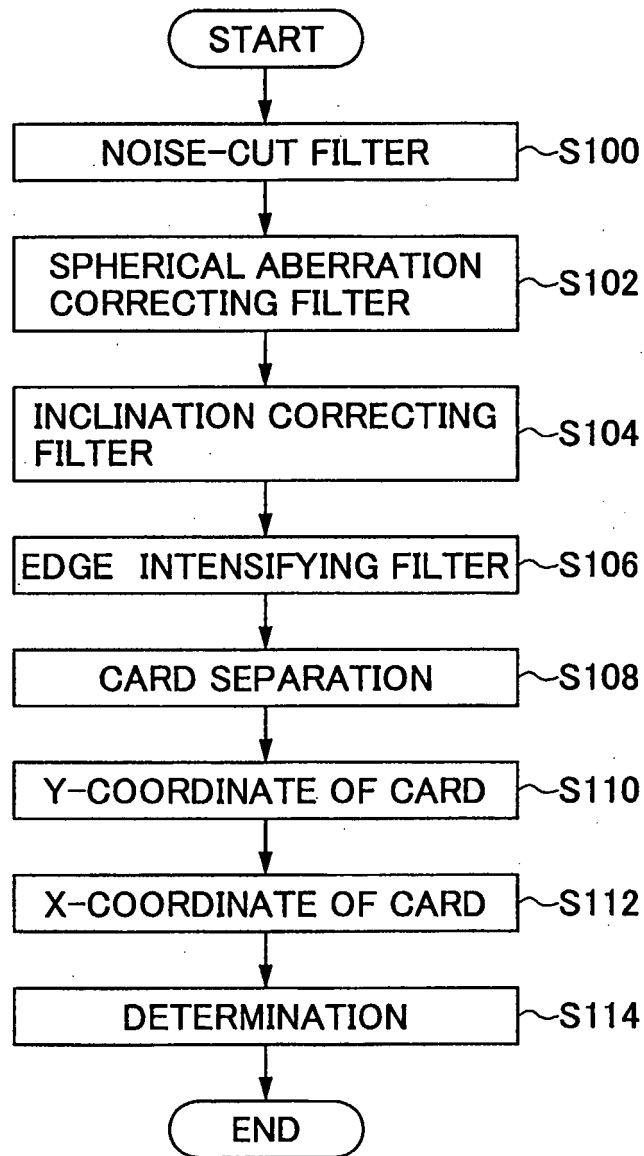 START
NOISE-CUT FILTER
S100
SPHERICAL ABERRATION
CORRECTING FILTER
S102
INCLINATION CORRECTING
FILTER
S104
EDGE INTENSIFYING FILTER
S106
CARD SEPARATION
S108
Y-COORDINATE OF CARD
S110
X-COORDINATE OF CARD
S112
DETERMINATION
S114
END